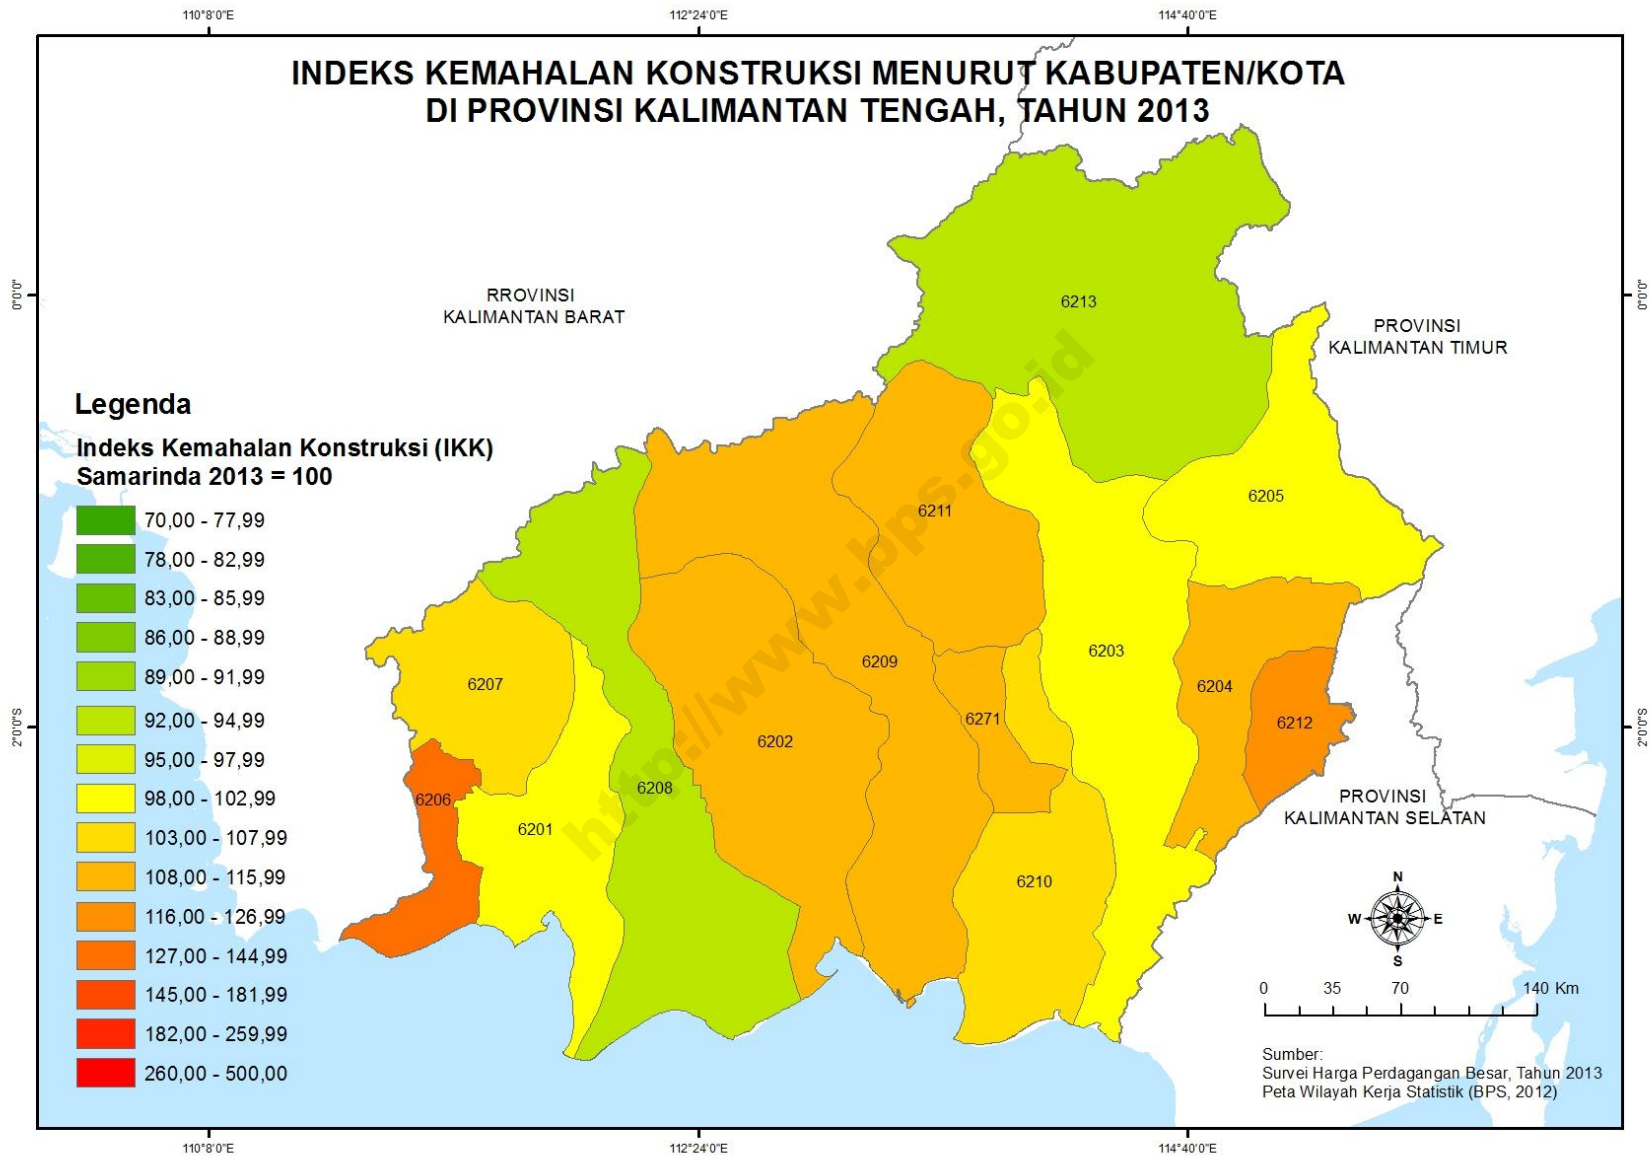 110°8'0"E 112°24'0"E 114°40'0"E
INDEKS KEMAHALAN KONSTRUKSI MENURUT KABUPATEN/KOTA
DI PROVINSI KALIMANTAN TENGAH, TAHUN 2013
0°0'0" 0°0'0"
RROVINSI
KALIMANTAN BARAT
6213
PROVINSI
KALIMANTAN TIMUR
Legenda
Indeks Kemahalan Konstruksi (IKK)
Samarinda 2013 = 100
70,00 - 77,99
78,00 - 82,99
83,00 - 85,99
86,00 - 88,99
89,00 - 91,99
92,00 - 94,99
95,00 - 97,99
98,00 - 102,99
103,00 - 107,99
108,00 - 115,99
116,00 - 126,99
127,00 - 144,99
145,00 - 181,99
182,00 - 259,99
260,00 - 500,00
6205
6211
6203
6209
6207
6204
6271
6212
6202
2°0'0"S 2°0'0"S
6208
6206
6201
6210
http://www.bps.go.id
PROVINSI
KALIMANTAN SELATAN
N
W E
S
0 35 70 140 Km
Sumber:
Survei Harga Perdagangan Besar, Tahun 2013
Peta Wilayah Kerja Statistik (BPS, 2012)
110°8'0"E 112°24'0"E 114°40'0"E